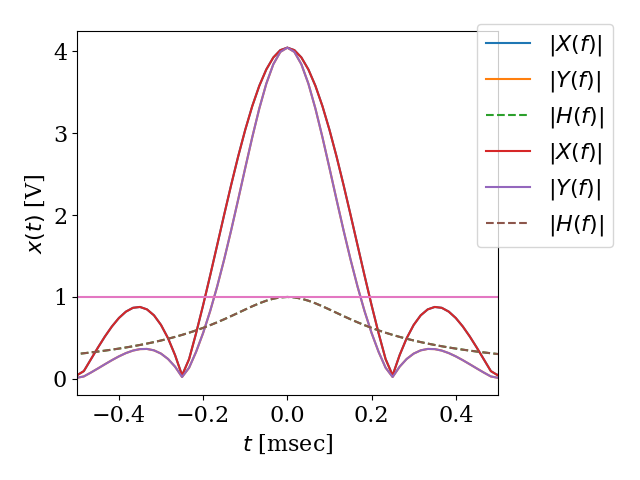 |X(f)|
|Y(f)|
|H(f)|
|X(f)|
|Y(f)|
|H(f)|
x(t) [V]
4
3
2
1
0
−0.4 −0.2 0.0 0.2 0.4
t [msec]